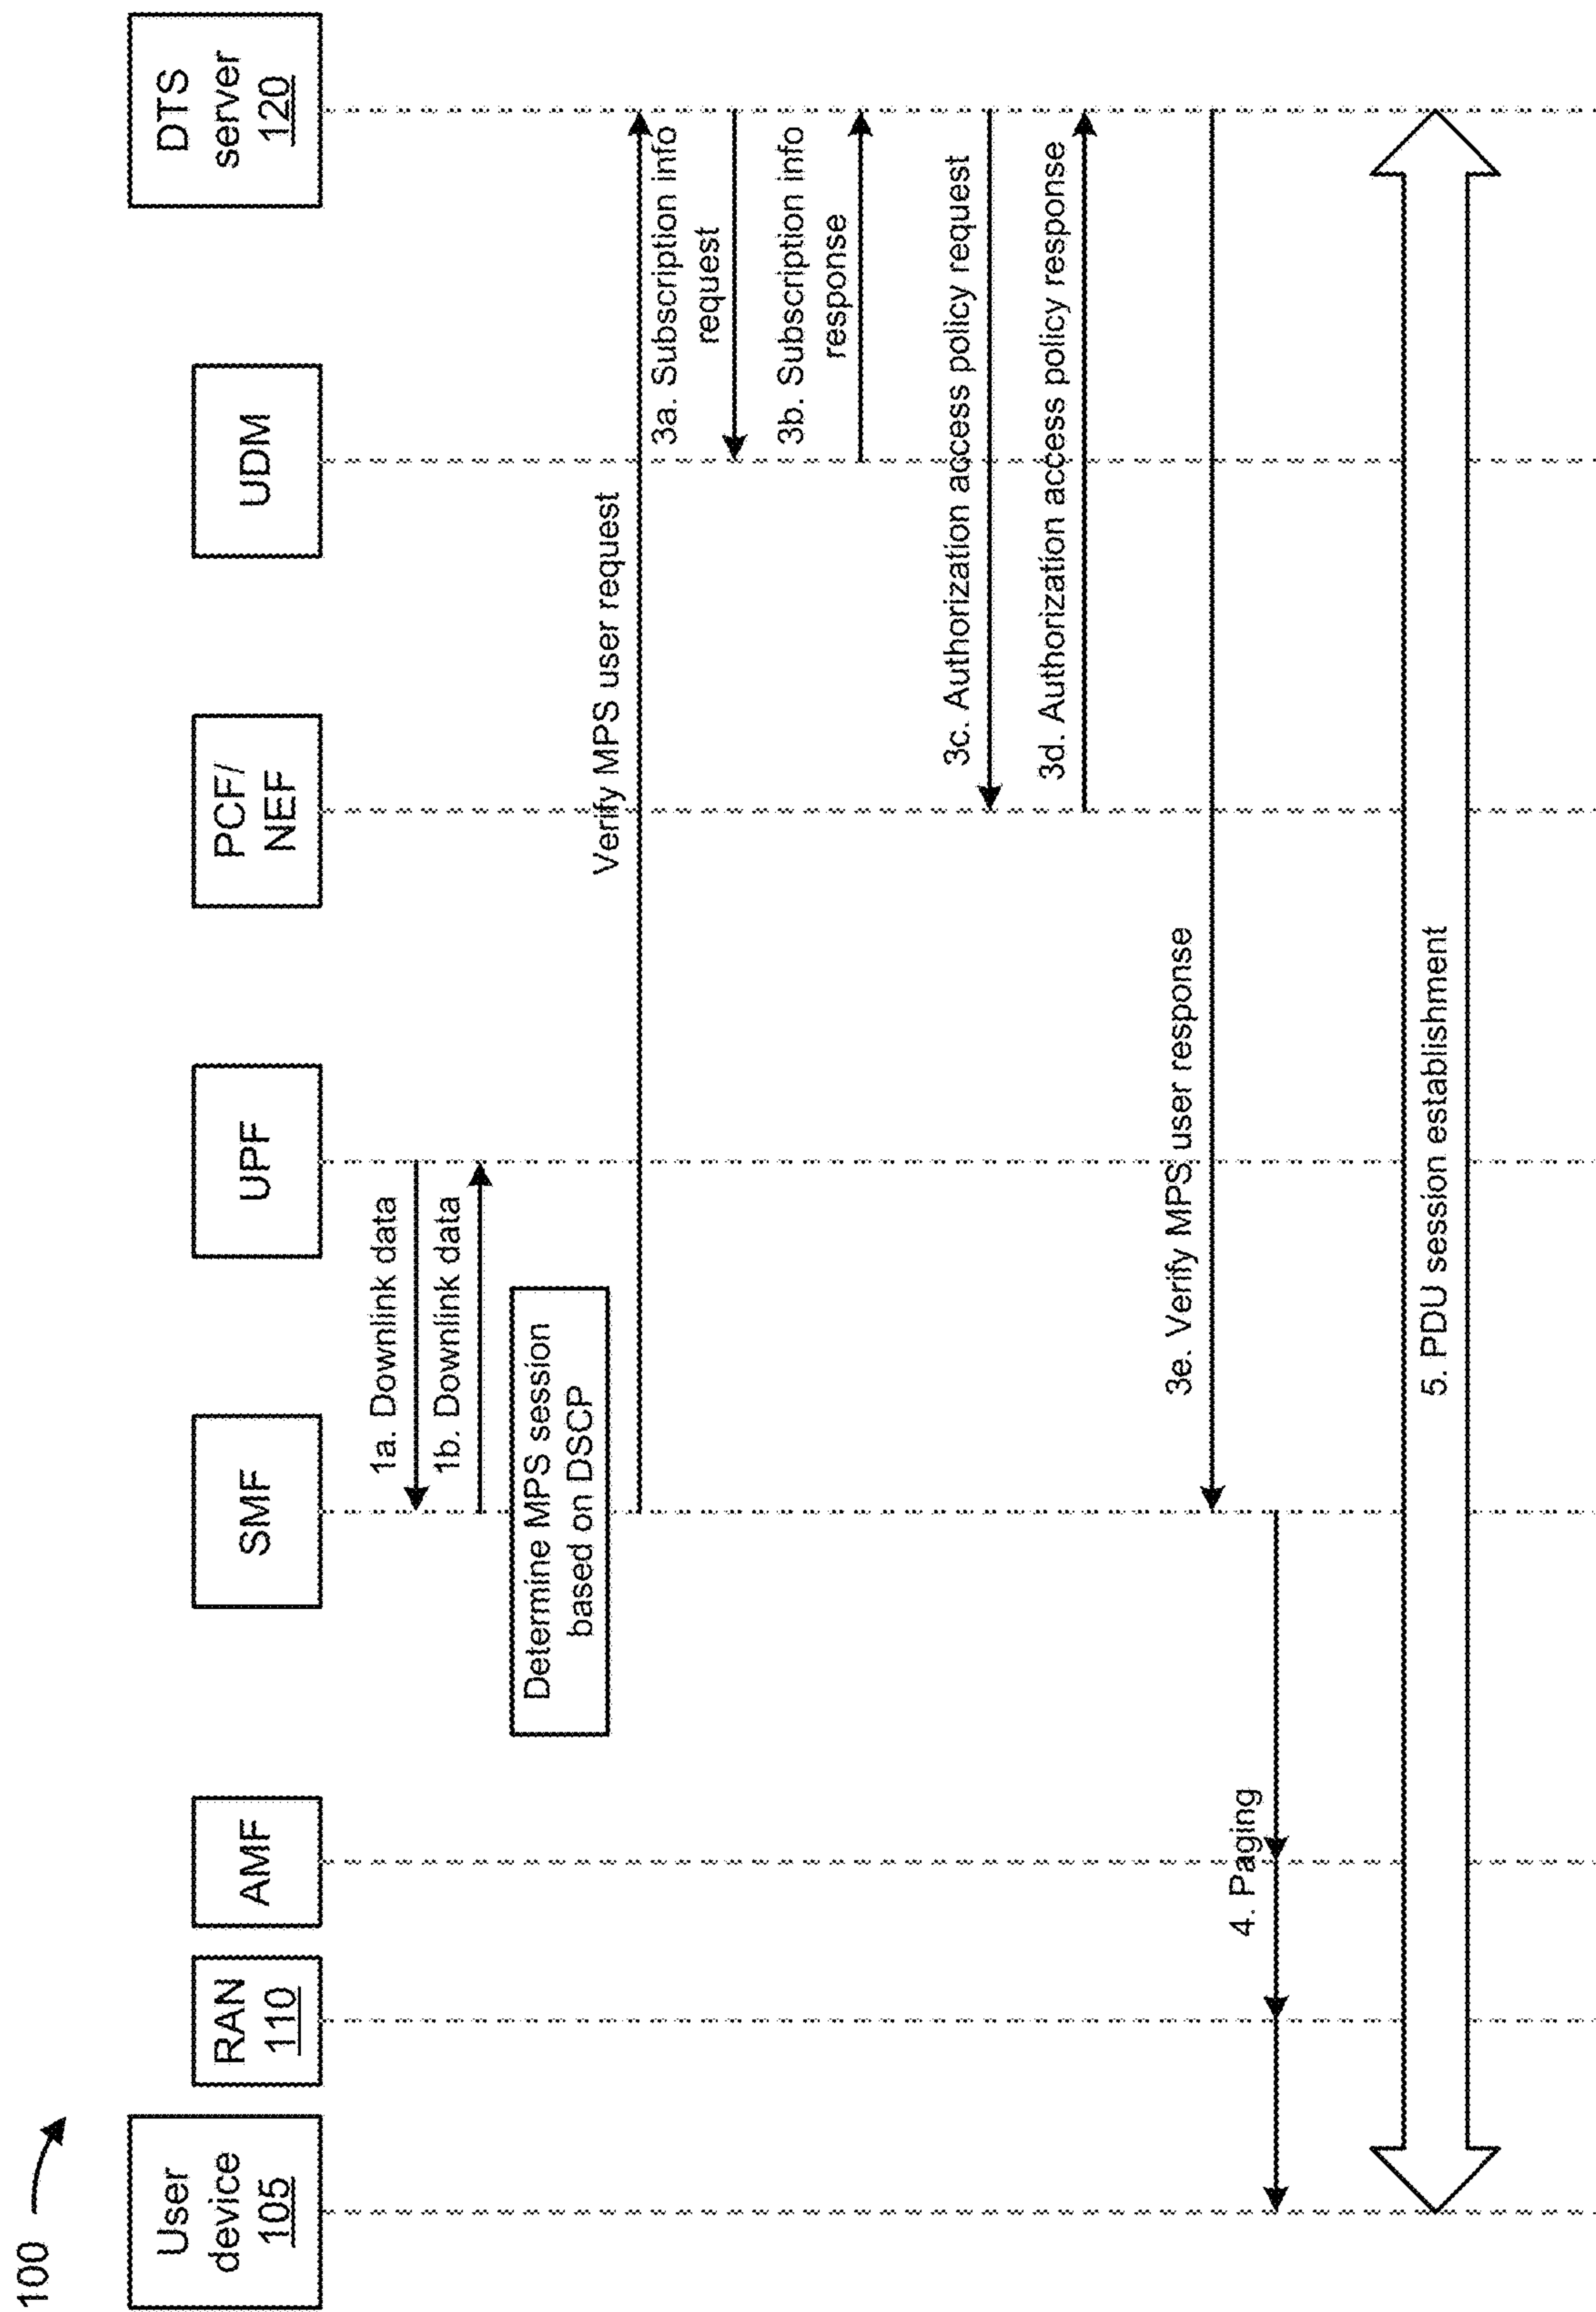 100
User
device
105
RAN
110
AMF
SMF
UPF
PCF/
NEF
UDM
DTS
server
120
1a. Downlink data
1b. Downlink data
Determine MPS session
based on DSCP
Verify MPS user request
3a. Subscription info
request
3b. Subscription info
response
3c. Authorization access policy request
3d. Authorization access policy response
3e. Verify MPS user response
4. Paging
5. PDU session establishment